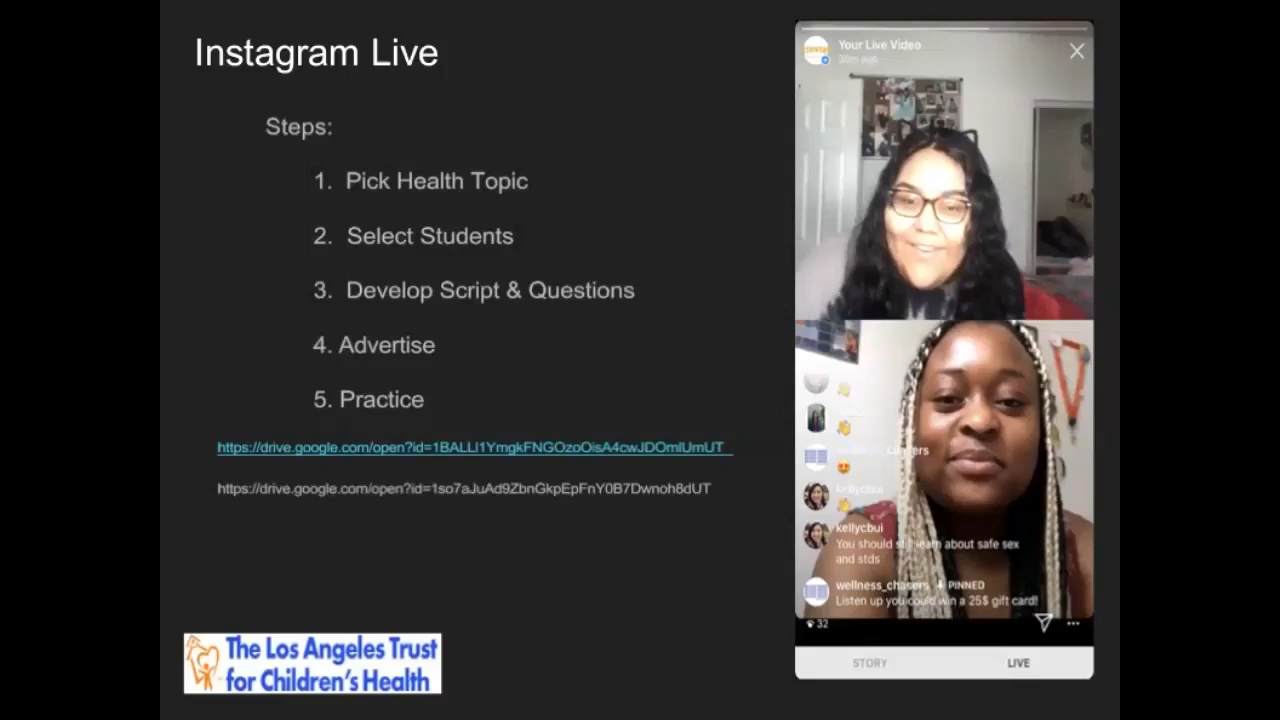 Instagram Live
Steps:
1. Pick Health Topic
2. Select Students
3. Develop Script & Questions
4. Advertise
5. Practice
https://drive.google.com/open?id=1BALLl1YmgkFNGOzoOisA4cwJDOmlUmUT
https://drive.google.com/open?id=1so7aJuAd9ZbnGkpEpFnY0B7Dwnoh8dUT
The Los Angeles Trust
for Children's Health
Your Live Video
kellycbui
kellycbui
You should still learn about safe sex
and stds
wellness_chasers PINNED
Listen up you could win a 25$ gift card!
32
STORY LIVE